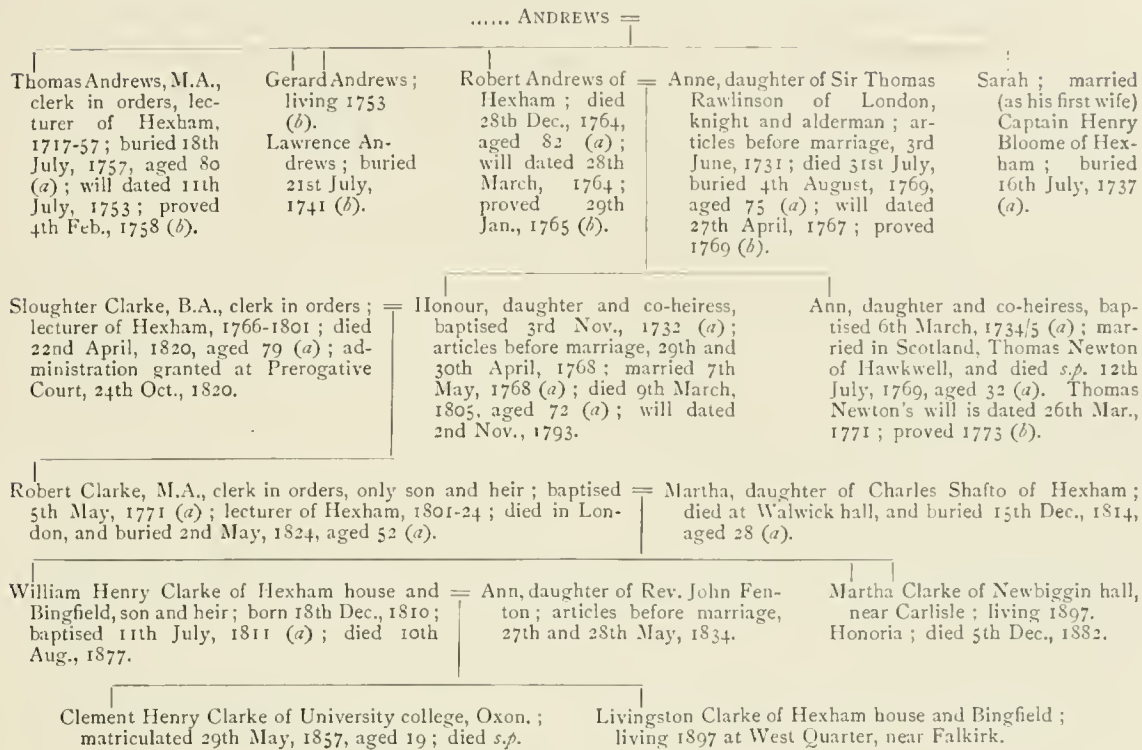 ...... ANDREWS =
Thomas Andrews, M.A.,
clerk in orders, lec-
turer of Hexham,
1717-57 ; buried 18th
July, 1757, aged 80
(a) ; will dated 11th
July, 1753 ; proved
4th Feb., 1758 (b).
Gerard Andrews ;
living 1753
(b).
Lawrence An-
drews ; buried
21st July,
1741 (b).
Robert Andrews of
Hexham ; died
28th Dec., 1764,
aged 82 (a) ;
will dated 28th
March, 1764 ;
proved 29th
Jan., 1765 (b).
= Anne, daughter of Sir Thomas
Rawlinson of London,
knight and alderman ; ar-
ticles before marriage, 3rd
June, 1731 ; died 31st July,
buried 4th August, 1769,
aged 75 (a) ; will dated
27th April, 1767 ; proved
1769 (b).
Sarah ; married
(as his first wife)
Captain Henry
Bloome of Hex-
ham ; buried
16th July, 1737
(a).
Sloughter Clarke, B.A., clerk in orders ;
lecturer of Hexham, 1766-1801 ; died
22nd April, 1820, aged 79 (a) ; ad-
ministration granted at Prerogative
Court, 24th Oct., 1820.
= Honour, daughter and co-heiress,
baptised 3rd Nov., 1732 (a) ;
articles before marriage, 29th and
30th April, 1768 ; married 7th
May, 1768 (a) ; died 9th March,
1805, aged 72 (a) ; will dated
2nd Nov., 1793.
Ann, daughter and co-heiress, bap-
tised 6th March, 1734/5 (a) ; mar-
ried in Scotland, Thomas Newton
of Hawkwell, and died s.p. 12th
July, 1769, aged 32 (a). Thomas
Newton's will is dated 26th Mar.,
1771 ; proved 1773 (b).
Robert Clarke, M.A., clerk in orders, only son and heir ; baptised
5th May, 1771 (a) ; lecturer of Hexham, 1801-24 ; died in Lon-
don, and buried 2nd May, 1824, aged 52 (a).
= Martha, daughter of Charles Shafto of Hexham ;
died at Walwick hall, and buried 15th Dec., 1814,
aged 28 (a).
William Henry Clarke of Hexham house and
Bingfield, son and heir ; born 18th Dec., 1810 ;
baptised 11th July, 1811 (a) ; died 10th
Aug., 1877.
= Ann, daughter of Rev. John Fen-
ton ; articles before marriage,
27th and 28th May, 1834.
Martha Clarke of Newbiggin hall,
near Carlisle ; living 1897.
Honoria ; died 5th Dec., 1882.
Clement Henry Clarke of University college, Oxon. ;
matriculated 29th May, 1857, aged 19 ; died s.p.
Livingston Clarke of Hexham house and Bingfield ;
living 1897 at West Quarter, near Falkirk.